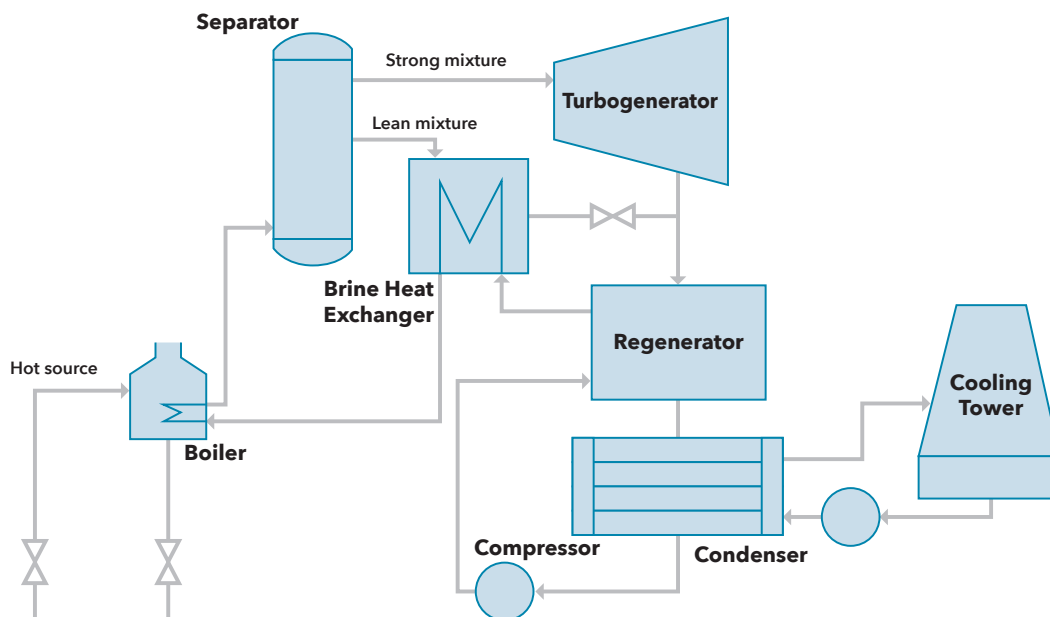 Separator
Strong mixture
Turbogenerator
Lean mixture
Brine Heat
Exchanger
Regenerator
Hot source
Cooling
Tower
Boiler
Compressor
Condenser